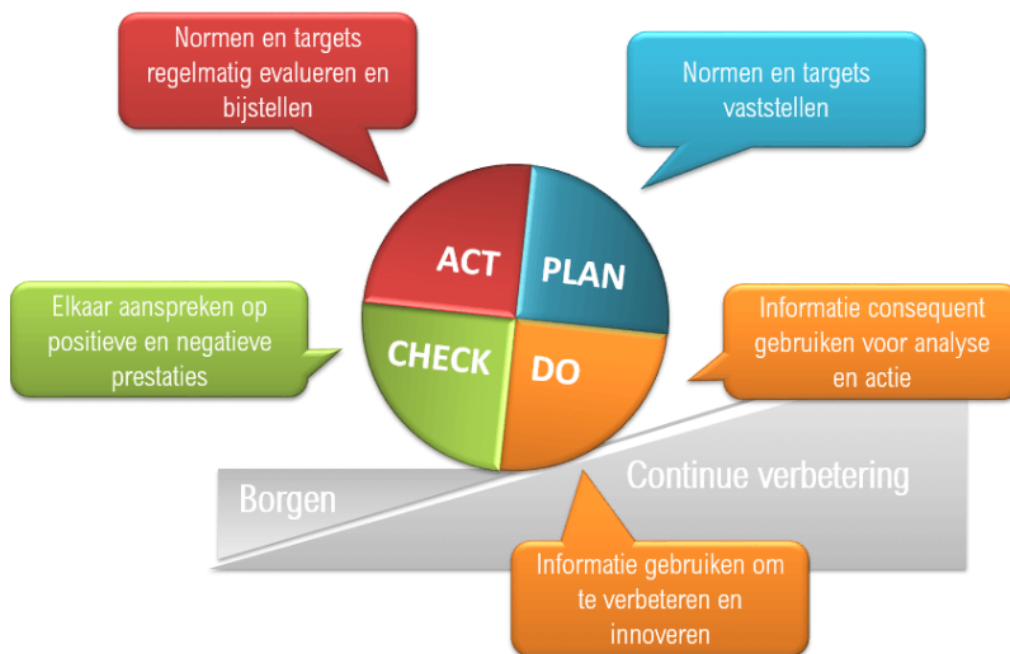 Normen en targets
regelmatig evalueren en
bijstellen
Normen en targets
vaststellen
ACT
PLAN
Elkaar aanspreken op
positieve en negatieve
prestaties
CHECK
DO
Informatie consequent
gebruiken voor analyse
en actie
Borgen
Continue verbetering
Informatie gebruiken om
te verbeteren en
innoveren